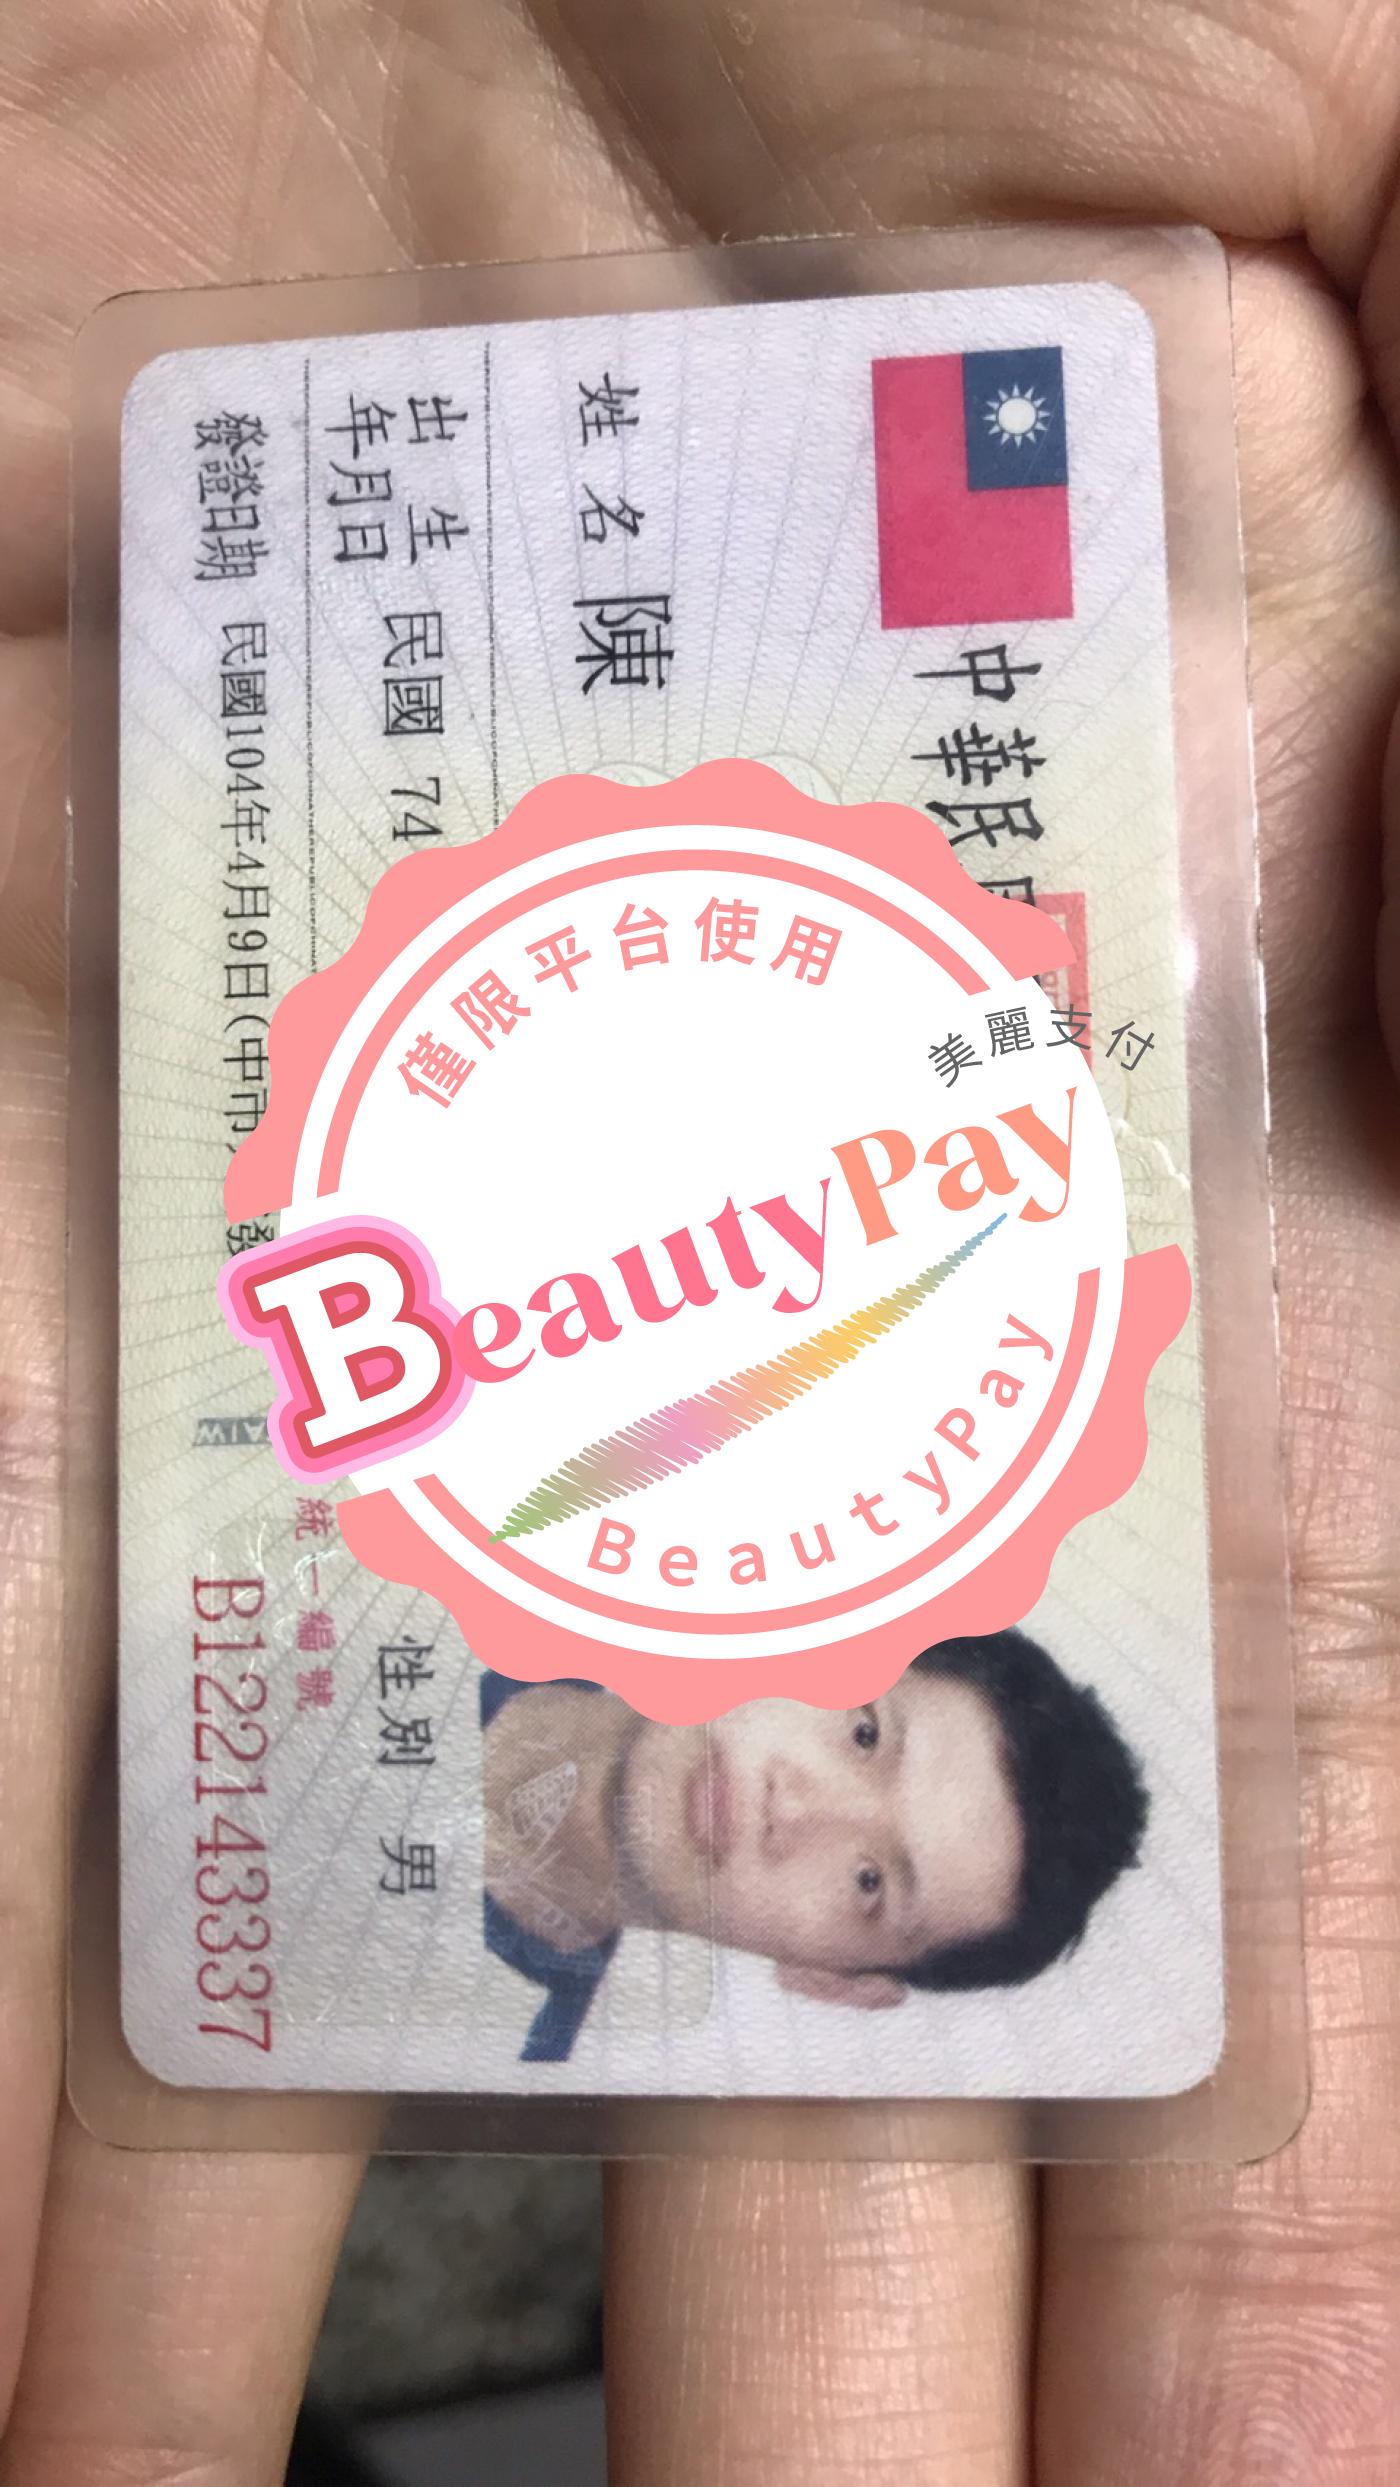 中華民
姓名 陳
出生
年月日 民國 74
性別 男
發證日期 民國104年4月9日(中市
發
統一編號
B122143337
僅限平台使用
美麗支付
BeautyPay
BeautyPay